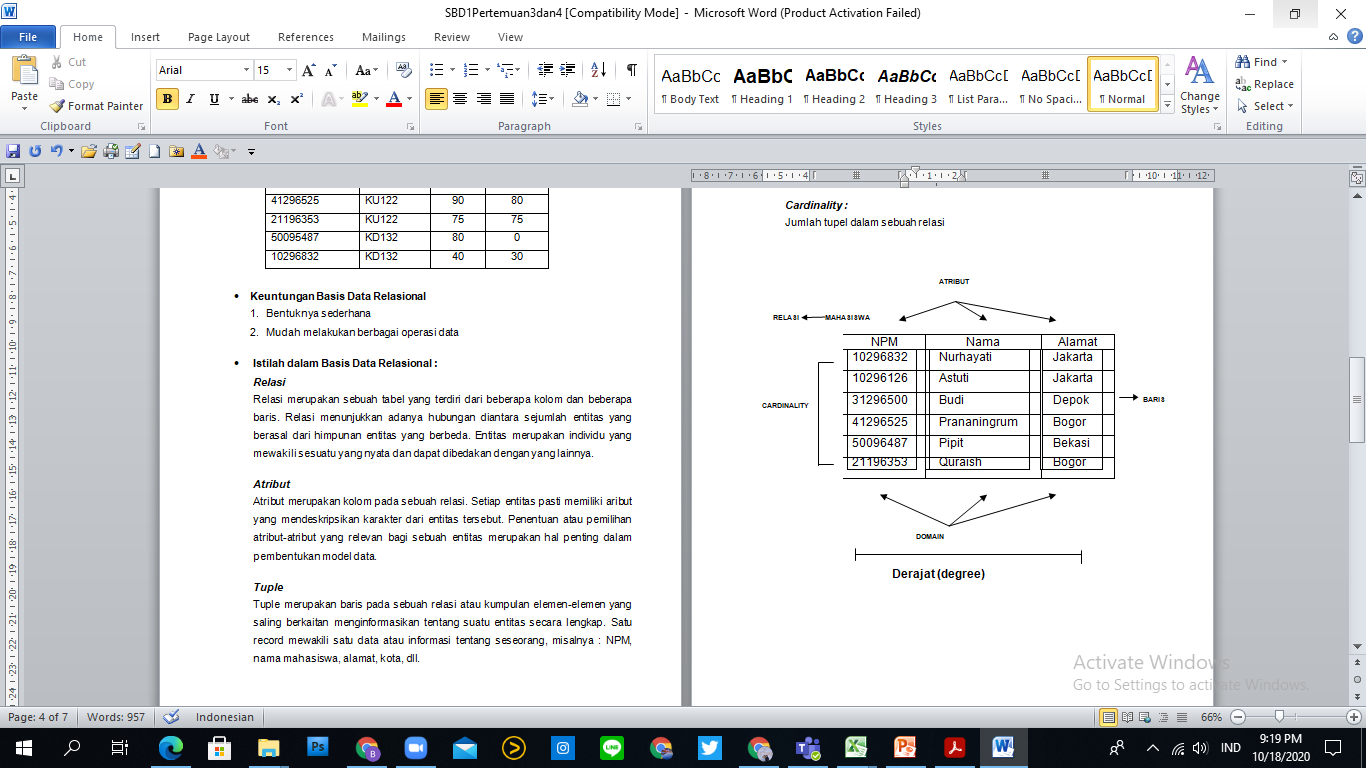 SBD1Pertemuan3dan4 [Compatibility Mode] - Microsoft Word (Product Activation Failed)
File Home Insert Page Layout References Mailings Review View
Paste
Cut
Copy
Format Painter
Clipboard
Arial 15
Font
Paragraph
AaBbCc AaBbC AaBbCc AaBbCc AaBbCcD AaBbCcD AaBbCcD
¶ Body Text ¶ Heading 1 ¶ Heading 2 ¶ Heading 3 ¶ List Para... ¶ No Spaci... ¶ Normal
Styles
Change Styles
Find
Replace
Select
Editing
41296525 KU122 90 80
21196353 KU122 75 75
50095487 KD132 80 0
10296832 KD132 40 30
• Keuntungan Basis Data Relasional
1. Bentuknya sederhana
2. Mudah melakukan berbagai operasi data
• Istilah dalam Basis Data Relasional :
Relasi
Relasi merupakan sebuah tabel yang terdiri dari beberapa kolom dan beberapa
baris. Relasi menunjukkan adanya hubungan diantara sejumlah entitas yang
berasal dari himpunan entitas yang berbeda. Entitas merupakan individu yang
mewakili sesuatu yang nyata dan dapat dibedakan dengan yang lainnya.
Atribut
Atribut merupakan kolom pada sebuah relasi. Setiap entitas pasti memiliki aribut
yang mendeskripsikan karakter dari entitas tersebut. Penentuan atau pemilihan
atribut-atribut yang relevan bagi sebuah entitas merupakan hal penting dalam
pembentukan model data.
Tuple
Tuple merupakan baris pada sebuah relasi atau kumpulan elemen-elemen yang
saling berkaitan menginformasikan tentang suatu entitas secara lengkap. Satu
record mewakili satu data atau informasi tentang seseorang, misalnya : NPM,
nama mahasiswa, alamat, kota, dll.
Cardinality :
Jumlah tupel dalam sebuah relasi
ATRIBUT
RELASI MAHASISWA
NPM Nama Alamat
10296832 Nurhayati Jakarta
10296126 Astuti Jakarta
31296500 Budi Depok
41296525 Prananingrum Bogor
50096487 Pipit Bekasi
21196353 Quraish Bogor
CARDINALITY
BARIS
DOMAIN
Derajat (degree)
Activate Windows
Go to Settings to activate Windows.
Page: 4 of 7 Words: 957 Indonesian 66%
IND
9:19 PM
10/18/2020